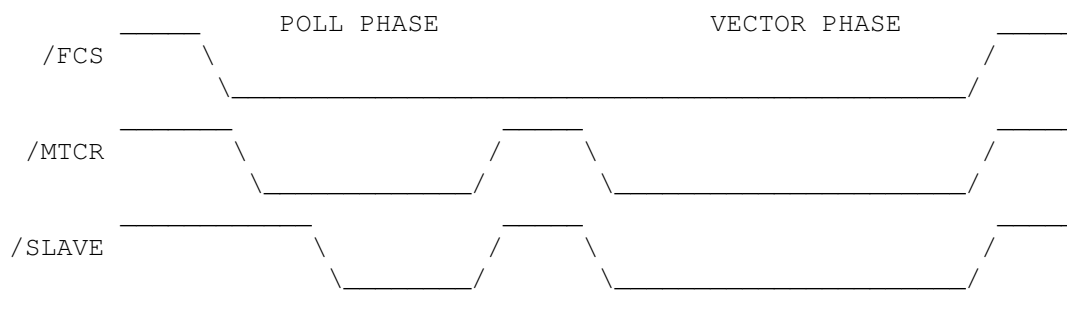 POLL PHASE VECTOR PHASE
/FCS
/MTCR
/SLAVE